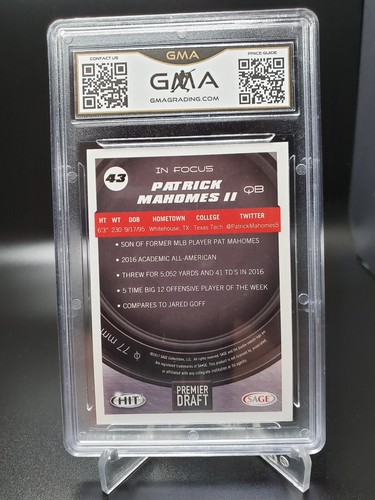 CONTACT US
GMA
PRICE GUIDE
GMA
GMAGRADING.COM
43
IN FOCUS
PATRICK
MAHOMES II
QB
HT WT DOB HOMETOWN COLLEGE TWITTER
6'3" 230 9/17/95 Whitehouse, TX Texas Tech @PatrickMahomes5
• SON OF FORMER MLB PLAYER PAT MAHOMES
• 2016 ACADEMIC ALL-AMERICAN
• THREW FOR 5,052 YARDS AND 41 TD'S IN 2016
• 5 TIME BIG 12 OFFENSIVE PLAYER OF THE WEEK
• COMPARES TO JARED GOFF
77 mm
HIT
PREMIER
DRAFT
SAGE